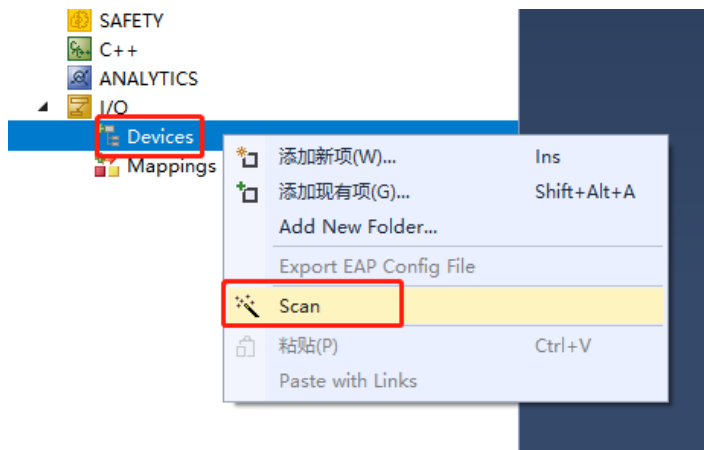 SAFETY
C++
ANALYTICS
I/O
Devices
Mappings
添加新项(W)... Ins
添加现有项(G)... Shift+Alt+A
Add New Folder...
Export EAP Config File
Scan
粘贴(P) Ctrl+V
Paste with Links